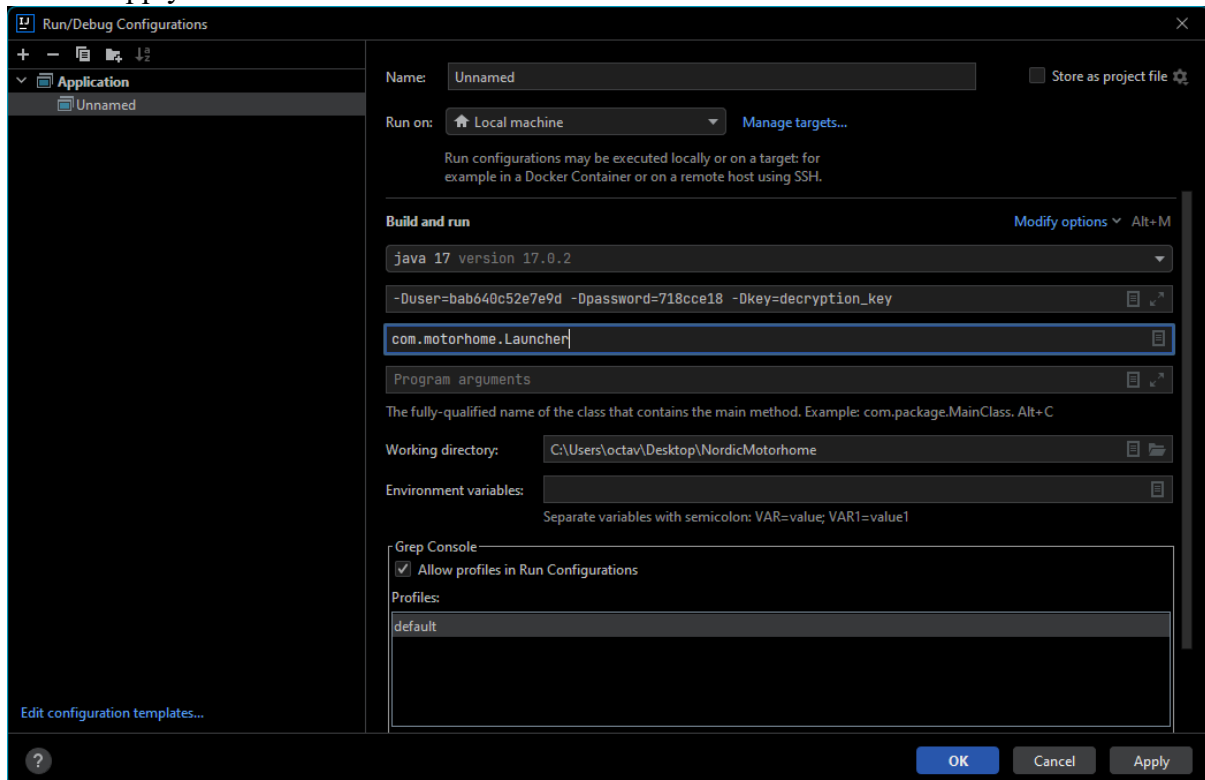 Apply
Run/Debug Configurations
Application
Unnamed
Name: Unnamed Store as project file
Run on: Local machine Manage targets...
Run configurations may be executed locally or on a target: for
example in a Docker Container or on a remote host using SSH.
Build and run Modify options Alt+M
java 17 version 17.0.2
-Duser=bab640c52e7e9d -Dpassword=718cce18 -Dkey=decryption_key
com.motorhome.Launcher
Program arguments
The fully-qualified name of the class that contains the main method. Example: com.package.MainClass. Alt+C
Working directory: C:\Users\octav\Desktop\NordicMotorhome
Environment variables:
Separate variables with semicolon: VAR=value; VAR1=value1
Grep Console
Allow profiles in Run Configurations
Profiles:
default
Edit configuration templates...
? OK Cancel Apply